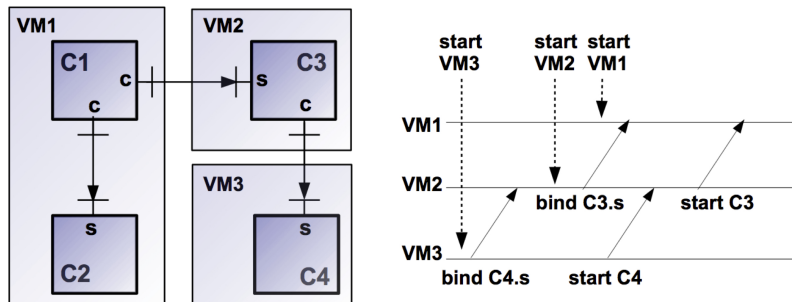 VM1
C1
c
c
s
C2
VM2
C3
s
c
VM3
s
C4
start
VM3
start
VM2
start
VM1
VM1
VM2
bind C3.s
start C3
VM3
bind C4.s
start C4